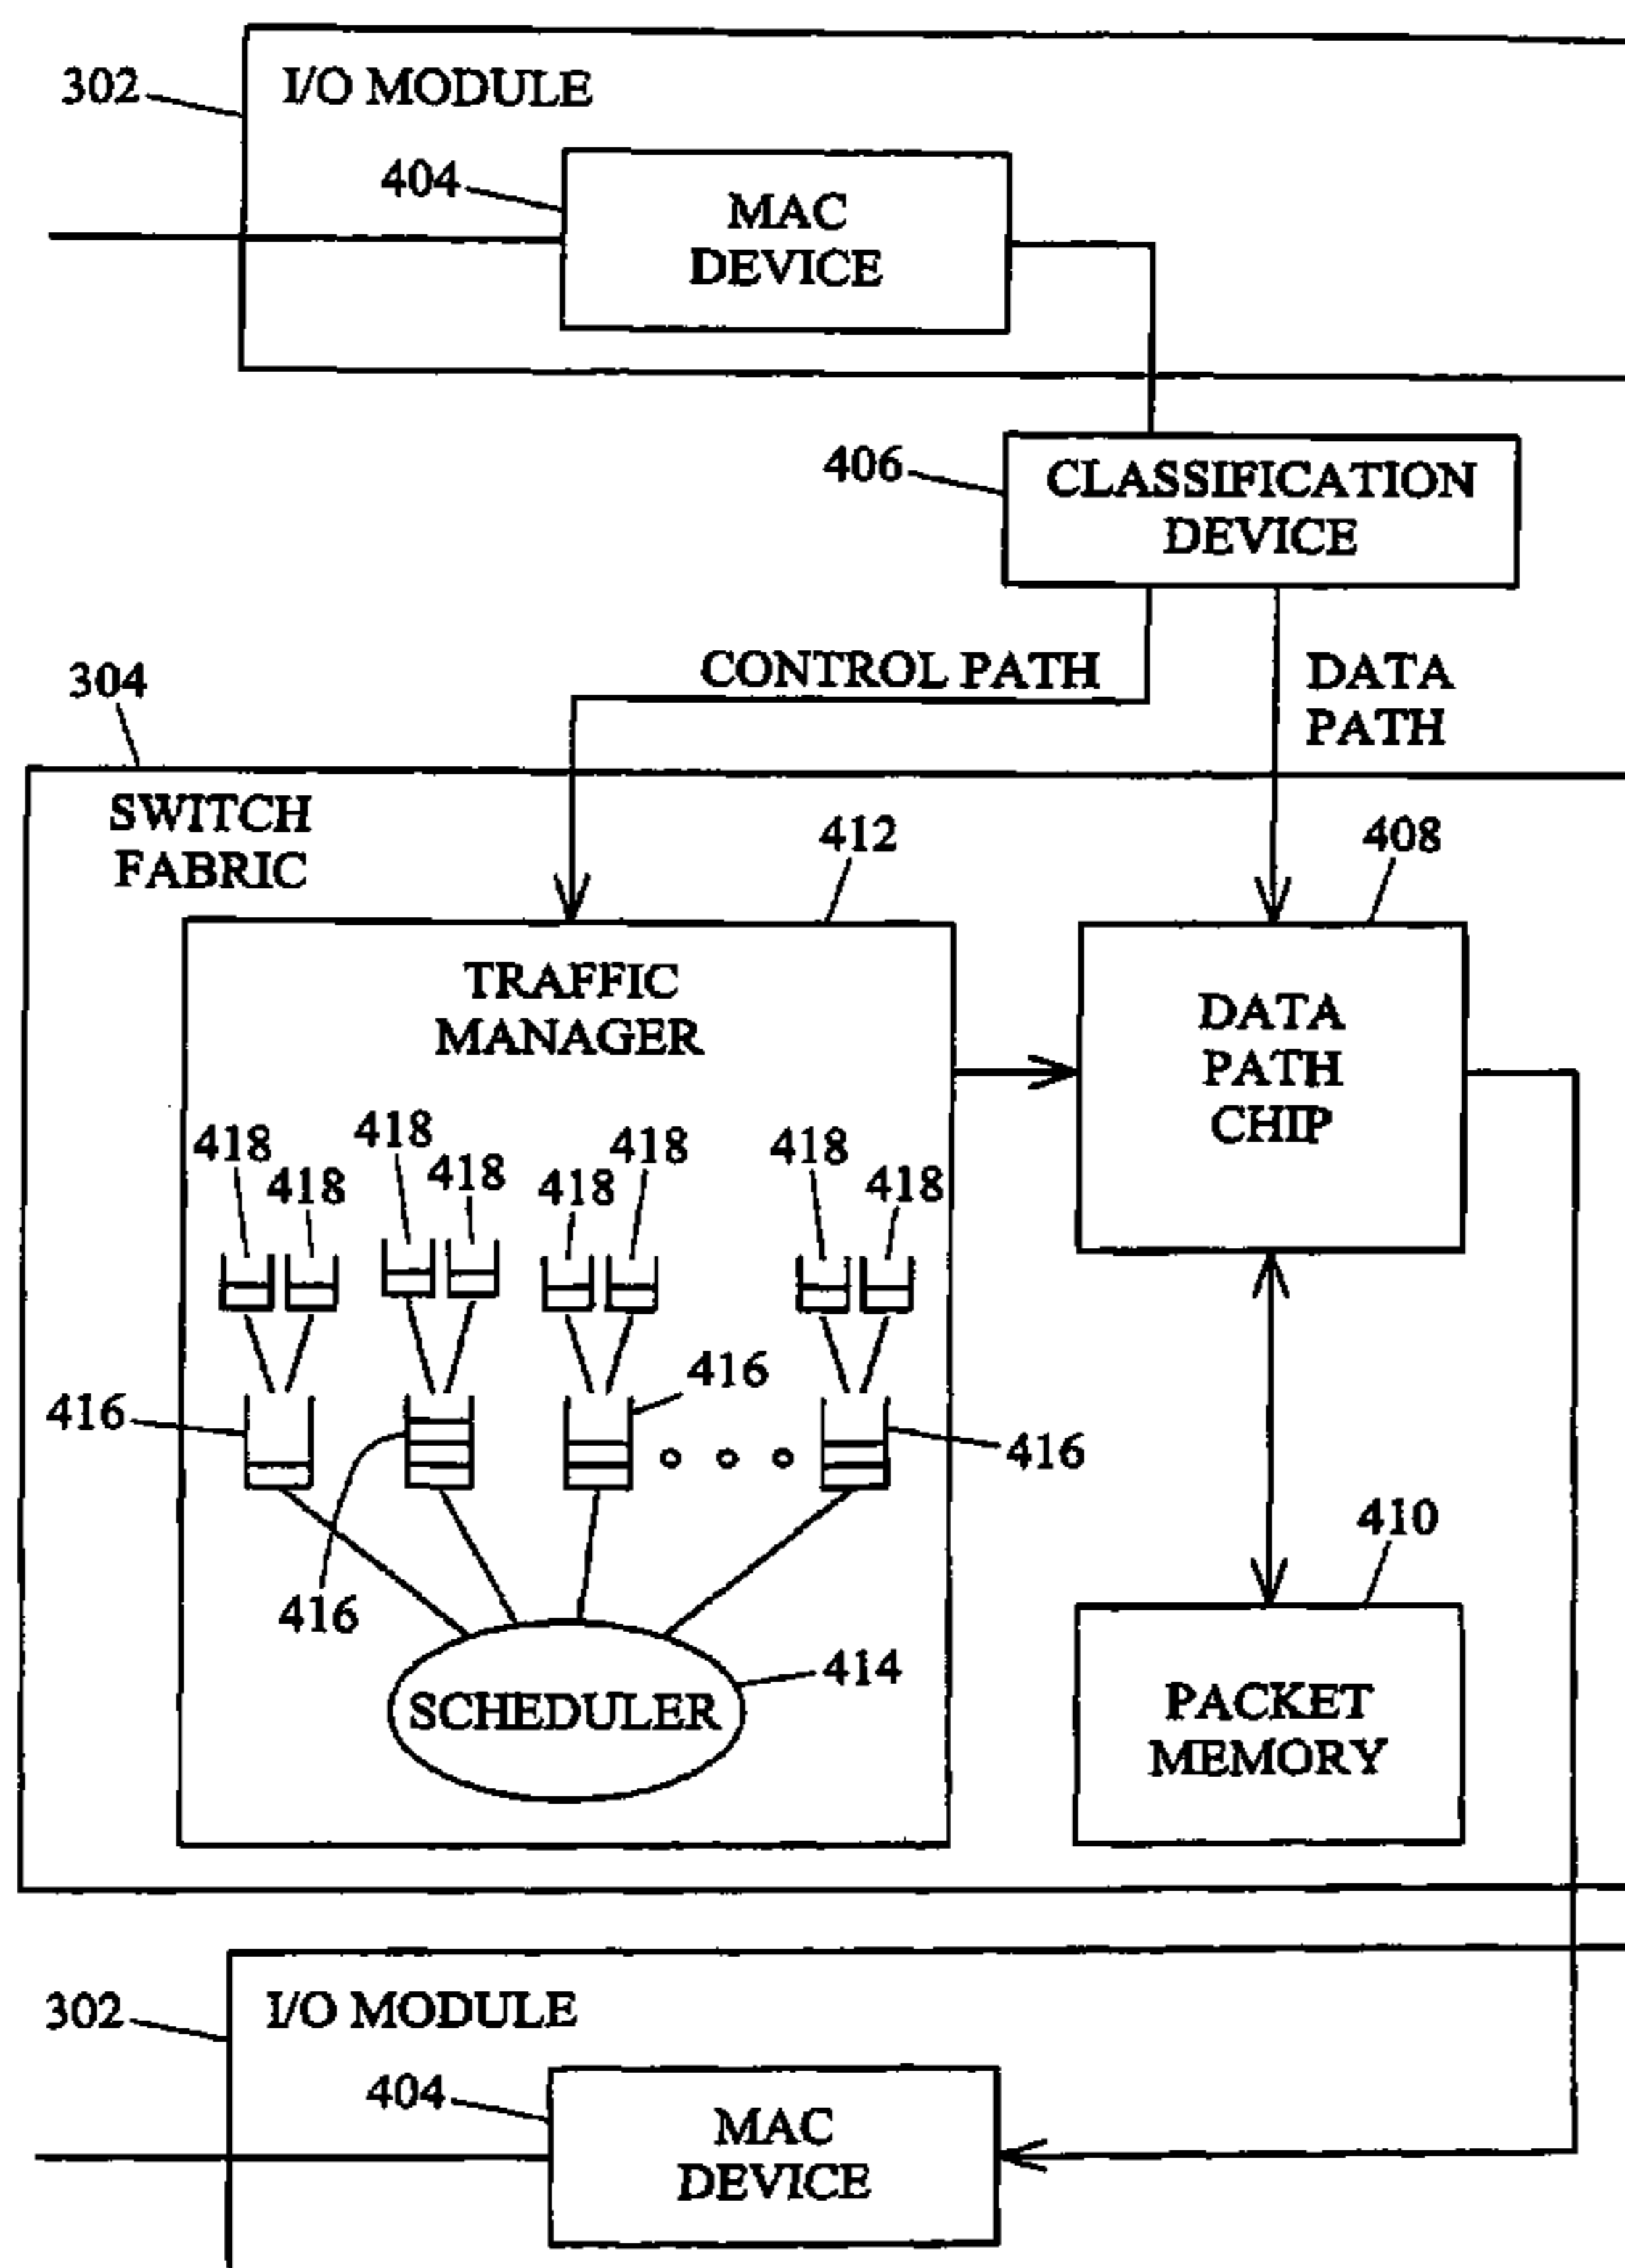 302
I/O MODULE
404
MAC
DEVICE
406
CLASSIFICATION
DEVICE
CONTROL PATH
DATA
PATH
304
SWITCH
FABRIC
412
408
TRAFFIC
MANAGER
DATA
PATH
CHIP
418
418
418
418
418
418
418
418
416
416
416
416
410
414
SCHEDULER
PACKET
MEMORY
302
I/O MODULE
404
MAC
DEVICE